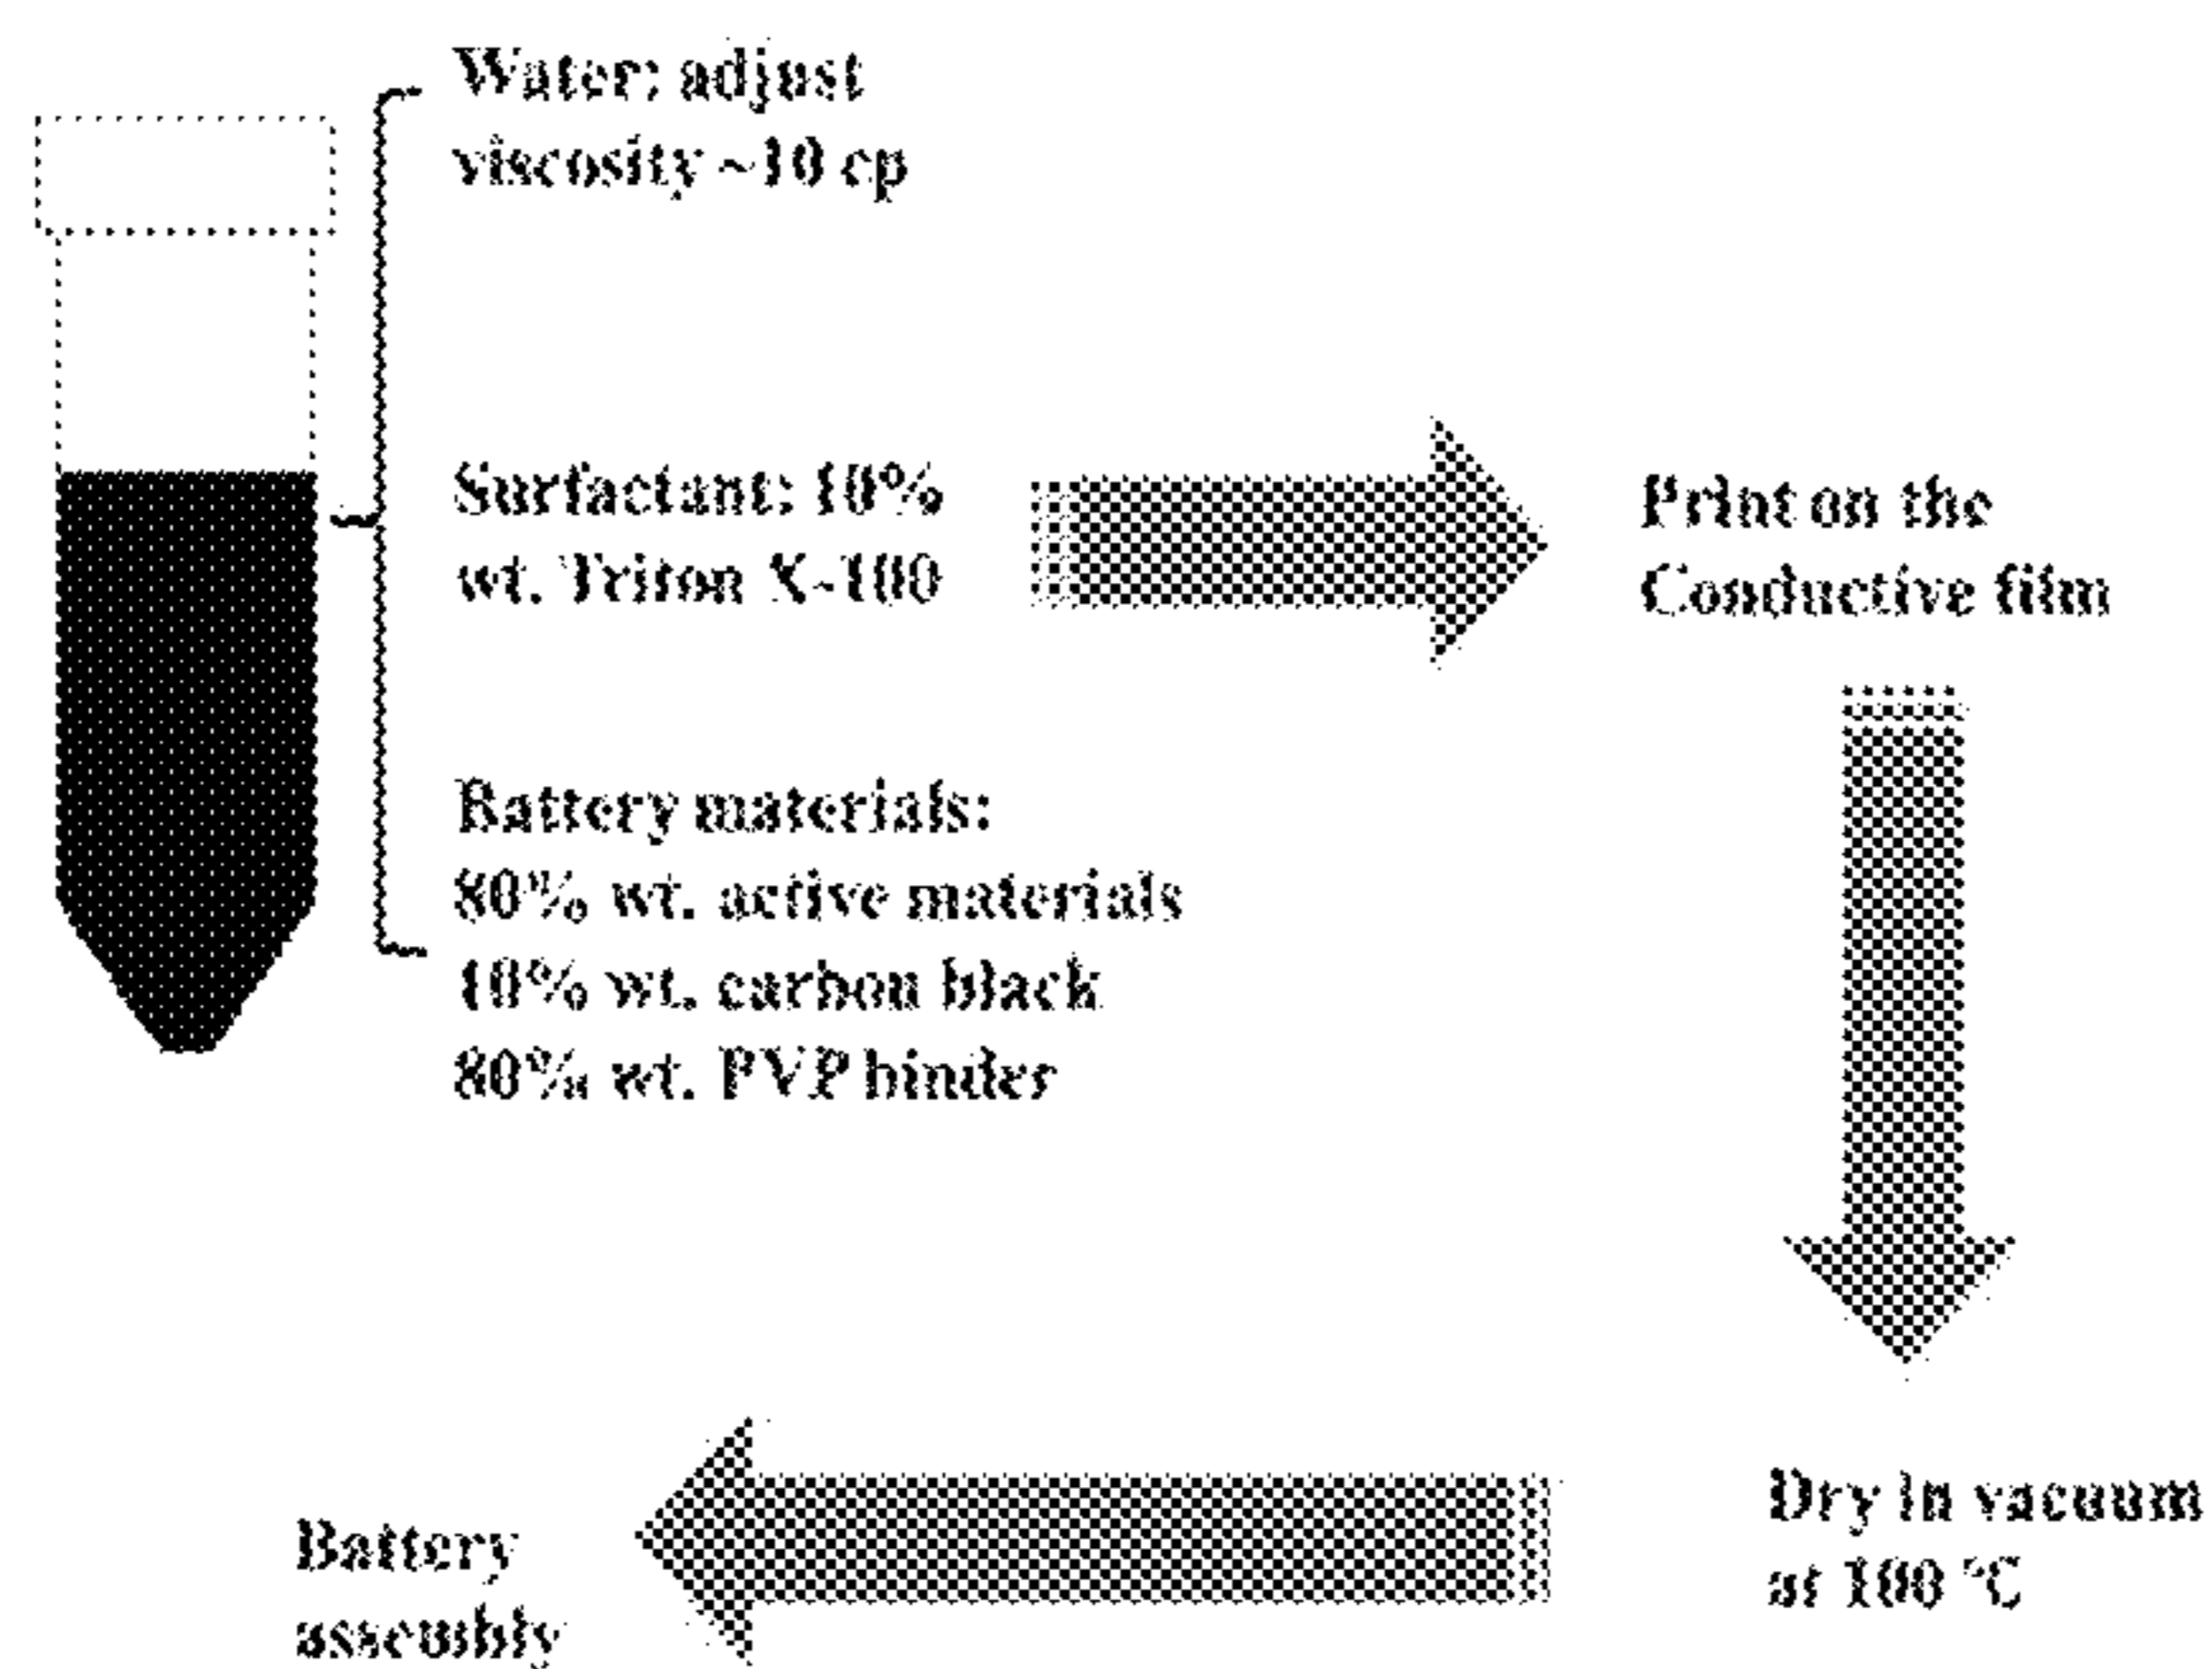 Water: adjust
viscosity ~10 cp
Surfactant: 10%
wt. Triton X-100
Print on the
Conductive film
Battery materials:
80% wt. active materials
10% wt. carbon black
80% wt. PVP binder
Dry in vacuum
at 100 °C
Battery
assembly